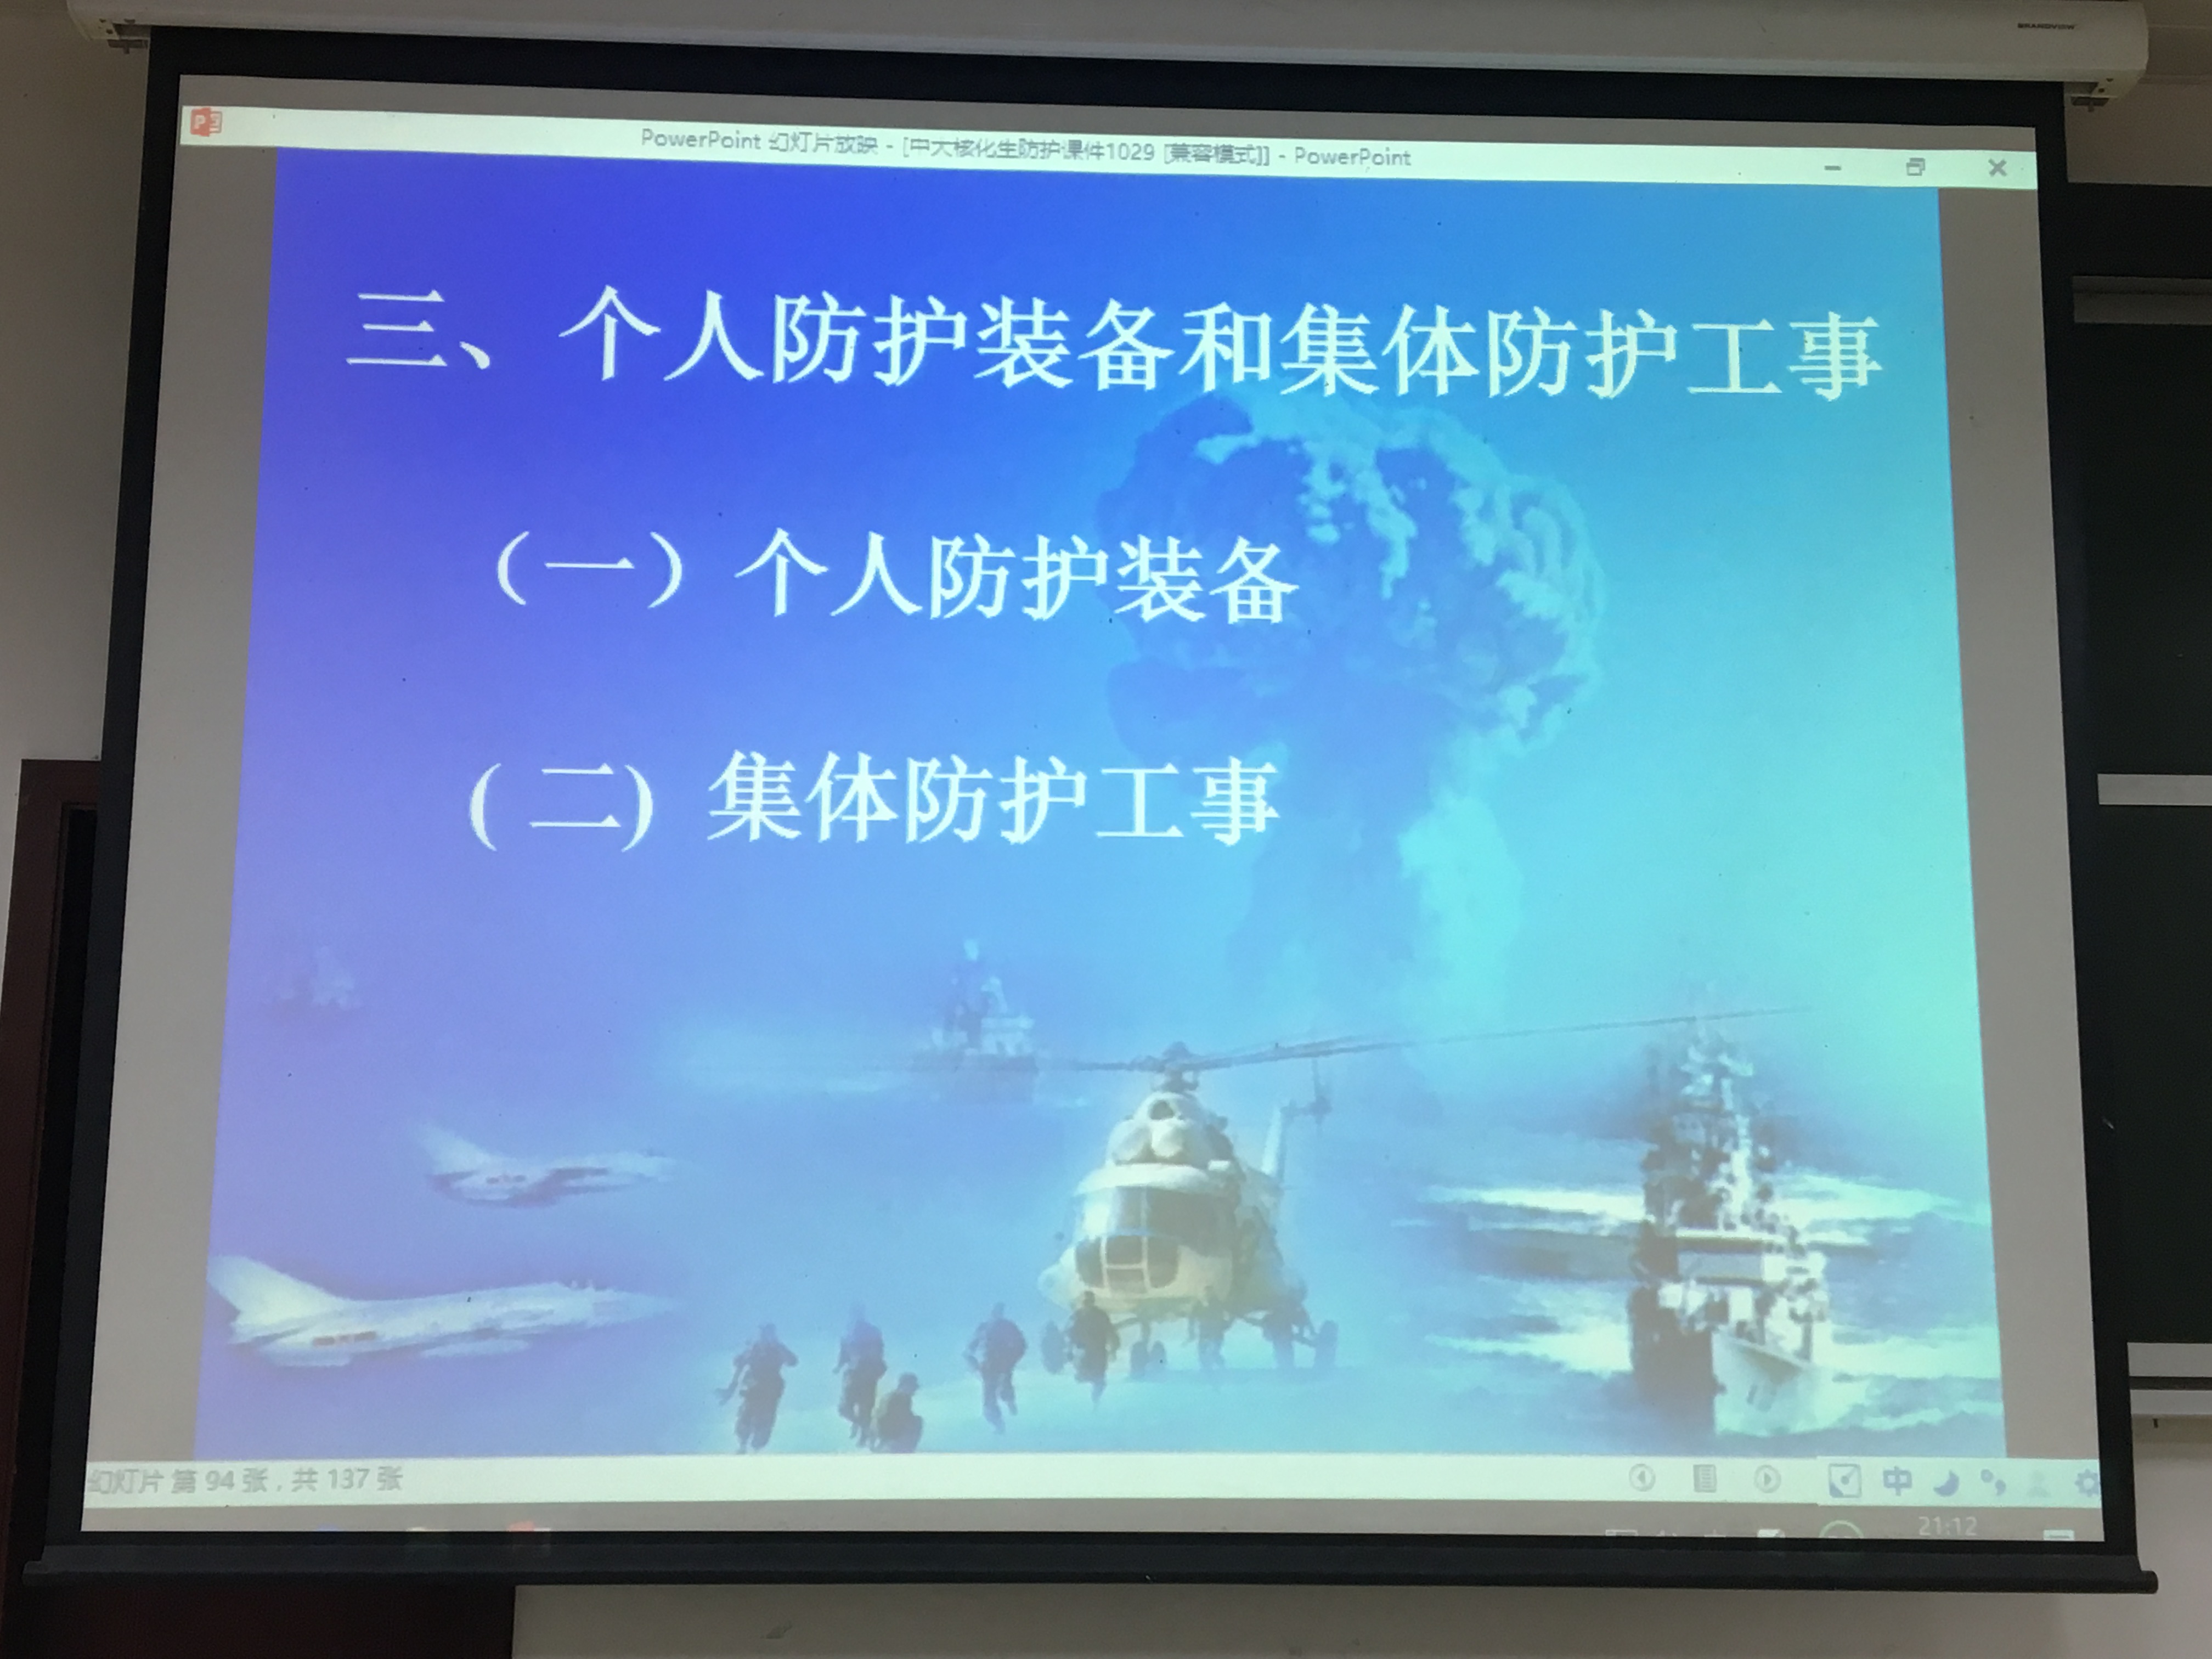 BRANDVIEW
PowerPoint 幻灯片放映 - [中大核化生防护课件1029 [兼容模式]] - PowerPoint
三、个人防护装备和集体防护工事
（一）个人防护装备
(二) 集体防护工事
幻灯片 第 94 张，共 137 张
中
21:12